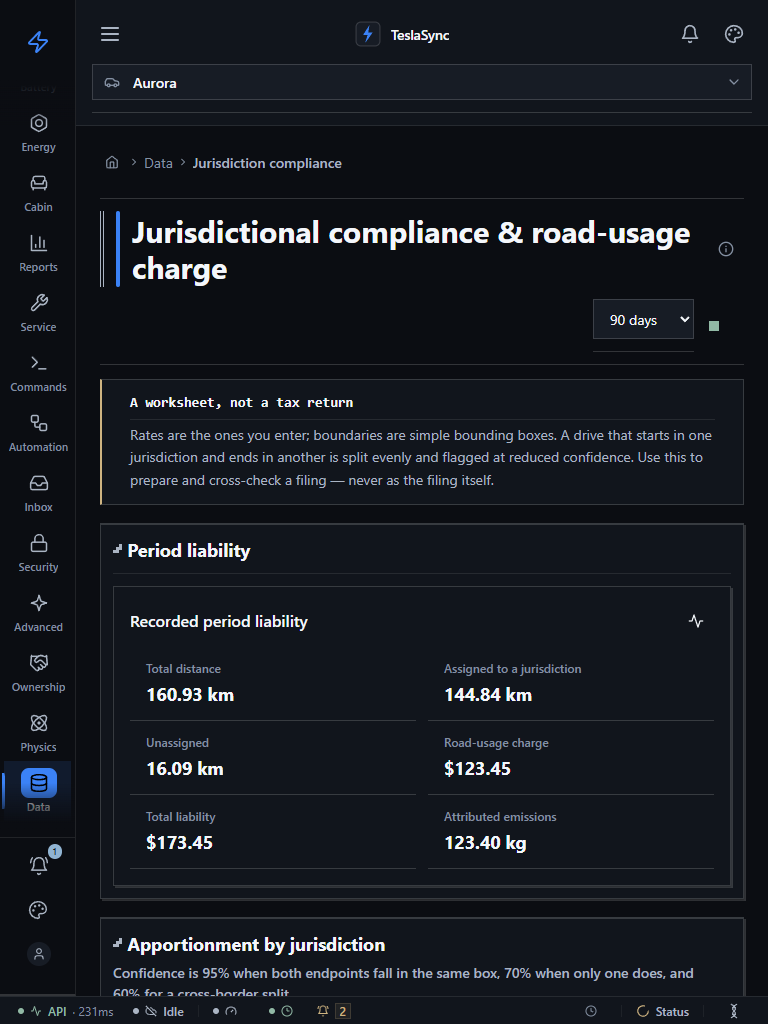 TeslaSync
Aurora
Energy
Cabin
Reports
Service
Commands
Automation
Inbox
Security
Advanced
Ownership
Physics
Data
1
Data
Jurisdiction compliance
Jurisdictional compliance & road-usage
charge
90 days
A worksheet, not a tax return
Rates are the ones you enter; boundaries are simple bounding boxes. A drive that starts in one
jurisdiction and ends in another is split evenly and flagged at reduced confidence. Use this to
prepare and cross-check a filing — never as the filing itself.
Period liability
Recorded period liability
Total distance
160.93 km
Assigned to a jurisdiction
144.84 km
Unassigned
16.09 km
Road-usage charge
$123.45
Total liability
$173.45
Attributed emissions
123.40 kg
Apportionment by jurisdiction
Confidence is 95% when both endpoints fall in the same box, 70% when only one does, and
60% for a cross-border split
API · 231ms
Idle
2
Status